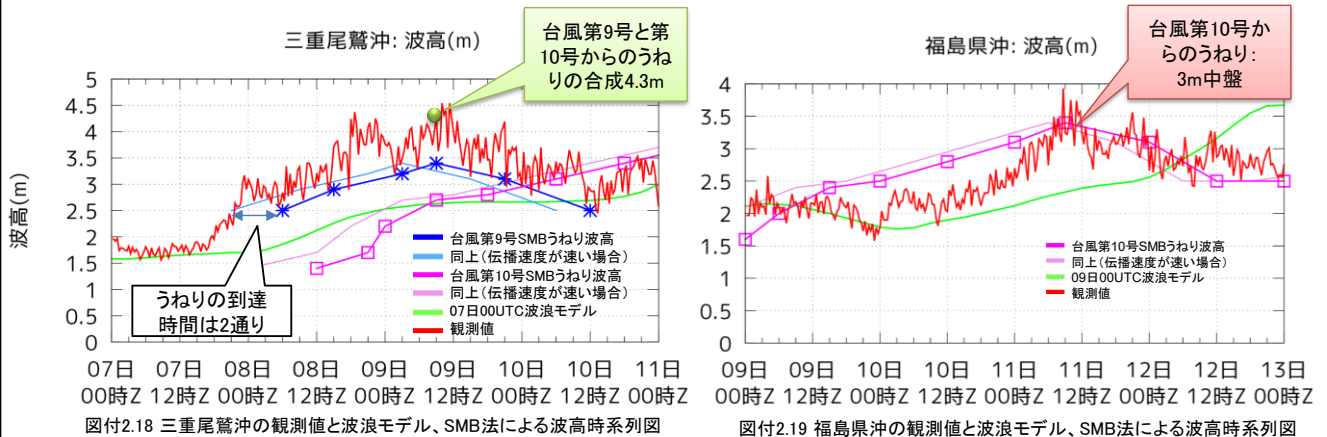 三重尾鷲沖: 波高(m)
台風第9号と第
10号からのうね
りの合成4.3m
波高(m)
5
4.5
4
3.5
3
2.5
2
1.5
1
0.5
0
うねりの到達
時間は2通り
台風第9号SMBうねり波高
同上(伝播速度が速い場合)
台風第10号SMBうねり波高
同上(伝播速度が速い場合)
07日00UTC波浪モデル
観測値
07日 07日 08日 08日 09日 09日 10日 10日 11日
00時Z 12時Z 00時Z 12時Z 00時Z 12時Z 00時Z 12時Z 00時Z
図付2.18 三重尾鷲沖の観測値と波浪モデル、SMB法による波高時系列図
福島県沖: 波高(m)
台風第10号か
らのうねり:
3m中盤
4
3.5
3
2.5
2
1.5
1
0.5
0
台風第10号SMBうねり波高
同上(伝播速度が速い場合)
09日00UTC波浪モデル
観測値
09日 09日 10日 10日 11日 11日 12日 12日 13日
00時Z 12時Z 00時Z 12時Z 00時Z 12時Z 00時Z 12時Z 00時Z
図付2.19 福島県沖の観測値と波浪モデル、SMB法による波高時系列図